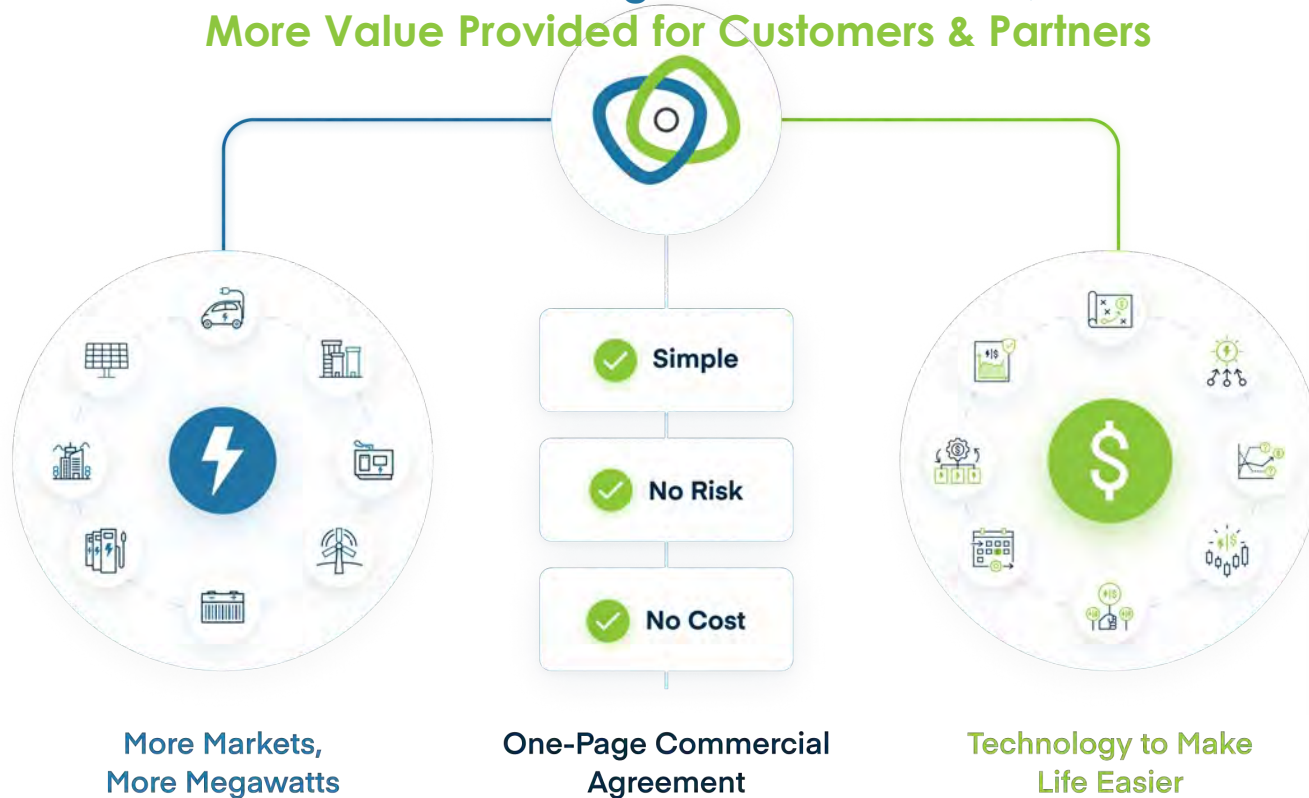 More Value Provided for Customers & Partners
Simple
No Risk
No Cost
More Markets,
More Megawatts
One-Page Commercial
Agreement
Technology to Make
Life Easier